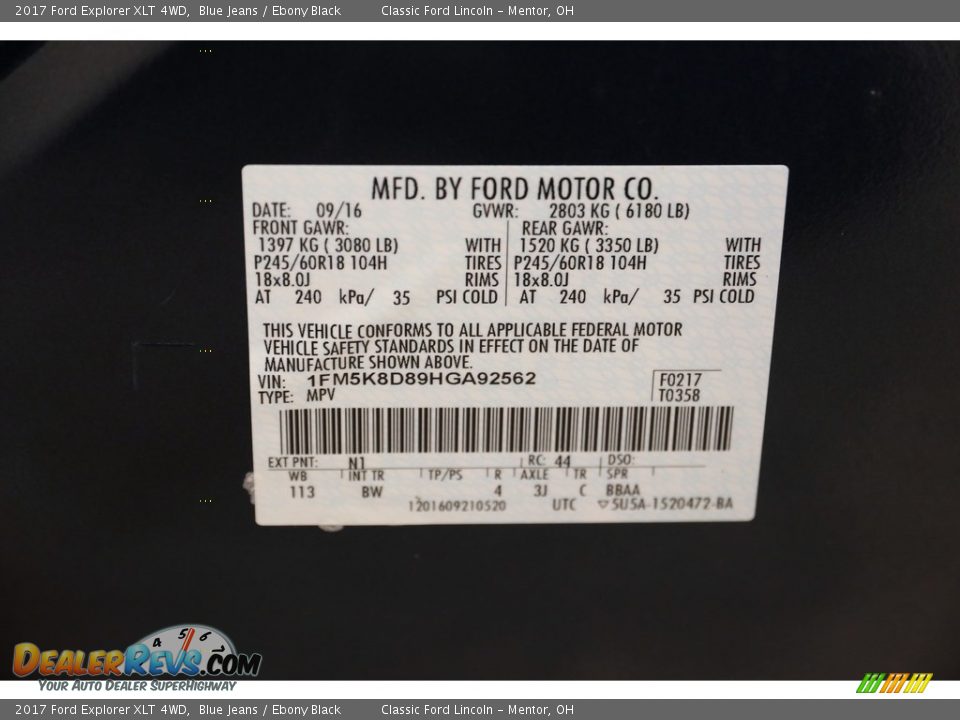 2017 Ford Explorer XLT 4WD, Blue Jeans / Ebony Black Classic Ford Lincoln – Mentor, OH
MFD. BY FORD MOTOR CO.
DATE: 09/16 GVWR: 2803 KG ( 6180 LB)
FRONT GAWR: REAR GAWR:
1397 KG ( 3080 LB) WITH 1520 KG ( 3350 LB) WITH
P245/60R18 104H TIRES P245/60R18 104H TIRES
18x8.0J RIMS 18x8.0J RIMS
AT 240 kPa/ 35 PSI COLD AT 240 kPa/ 35 PSI COLD
THIS VEHICLE CONFORMS TO ALL APPLICABLE FEDERAL MOTOR
VEHICLE SAFETY STANDARDS IN EFFECT ON THE DATE OF
MANUFACTURE SHOWN ABOVE.
VIN: 1FM5K8D89HGA92562 F0217
TYPE: MPV T0358
EXT PNT: N1 RC: 44 DSO:
WB INT TR TP/PS R AXLE TR SPR
113 BW 4 3J C BBAA
1201609210520 UTC ▽5U5A-1520472-BA
4 5 6
DEALERREVS.COM
YOUR AUTO DEALER SUPERHIGHWAY
2017 Ford Explorer XLT 4WD, Blue Jeans / Ebony Black Classic Ford Lincoln – Mentor, OH